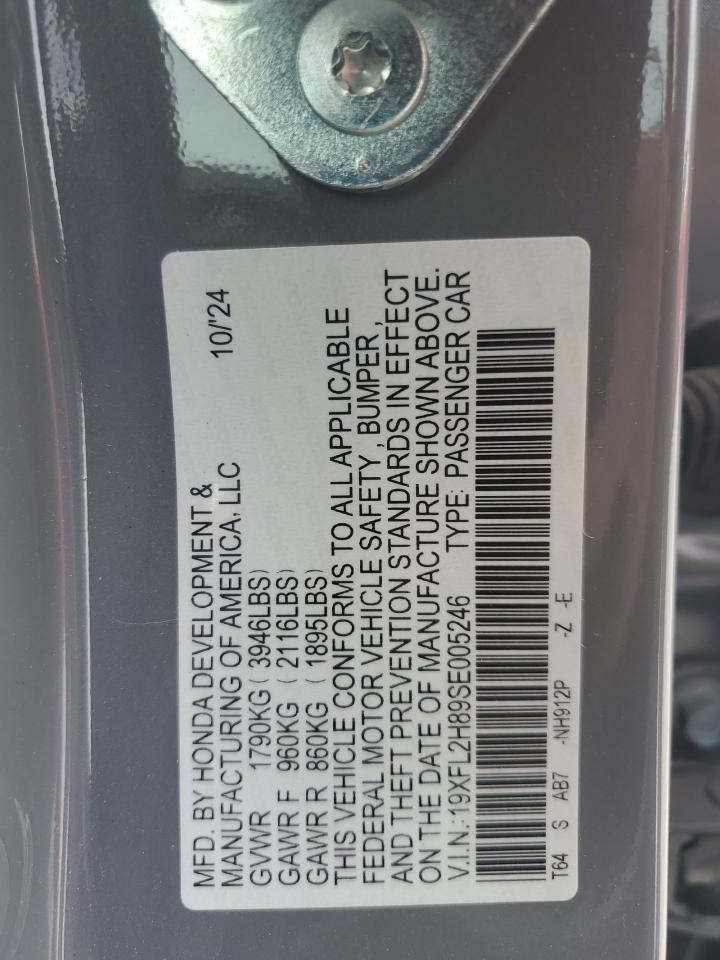 MFD. BY HONDA DEVELOPMENT &
MANUFACTURING OF AMERICA, LLC 10/'24
GVWR 1790KG (3946LBS)
GAWR F 960KG (2116LBS)
GAWR R 860KG (1895LBS)
THIS VEHICLE CONFORMS TO ALL APPLICABLE
FEDERAL MOTOR VEHICLE SAFETY, BUMPER,
AND THEFT PREVENTION STANDARDS IN EFFECT
ON THE DATE OF MANUFACTURE SHOWN ABOVE.
V.I.N.:19XFL2H89SE005246 TYPE: PASSENGER CAR
T64 S AB7 -NH912P -Z -E